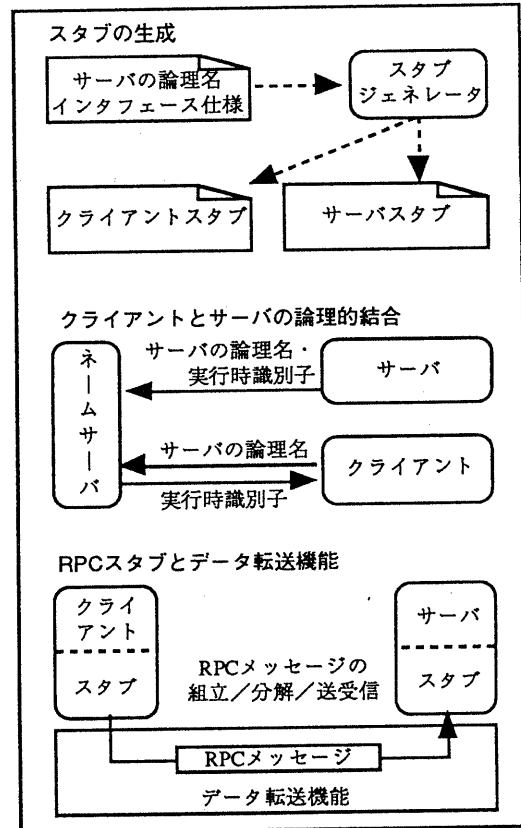 スタブの生成
サーバの論理名
インタフェース仕様
スタブ
ジェネレータ
クライアントスタブ
サーバスタブ
クライアントとサーバの論理的結合
ネームサーバ
サーバの論理名・
実行時識別子
サーバ
サーバの論理名
クライアント
実行時識別子
RPCスタブとデータ転送機能
クライ
アント
スタブ
RPCメッセージの
組立/分解/送受信
サーバ
スタブ
RPCメッセージ
データ転送機能